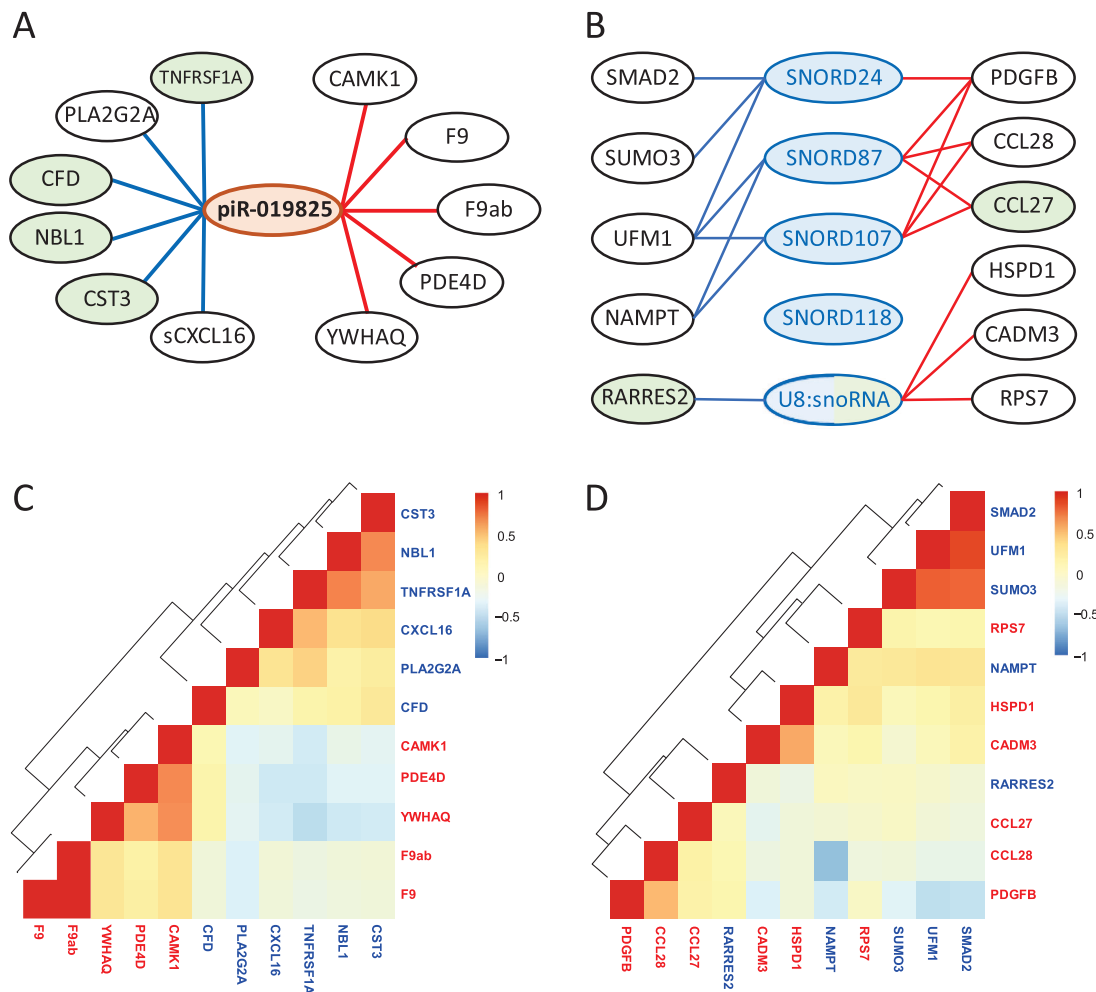 A
TNFRSF1A
PLA2G2A
CFD
NBL1
CST3
sCXCL16
piR-019825
CAMK1
F9
F9ab
PDE4D
YWHAQ
B
SMAD2
SUMO3
UFM1
NAMPT
RARRES2
SNORD24
SNORD87
SNORD107
SNORD118
U8:snoRNA
PDGFB
CCL28
CCL27
HSPD1
CADM3
RPS7
C
CST3
NBL1
TNFRSF1A
CXCL16
PLA2G2A
CFD
CAMK1
PDE4D
YWHAQ
F9ab
F9
1
0.5
0
−0.5
−1
F9
F9ab
YWHAQ
PDE4D
CAMK1
CFD
PLA2G2A
CXCL16
TNFRSF1A
NBL1
CST3
D
SMAD2
UFM1
SUMO3
RPS7
NAMPT
HSPD1
CADM3
RARRES2
CCL27
CCL28
PDGFB
1
0.5
0
−0.5
−1
PDGFB
CCL28
CCL27
RARRES2
CADM3
HSPD1
NAMPT
RPS7
SUMO3
UFM1
SMAD2